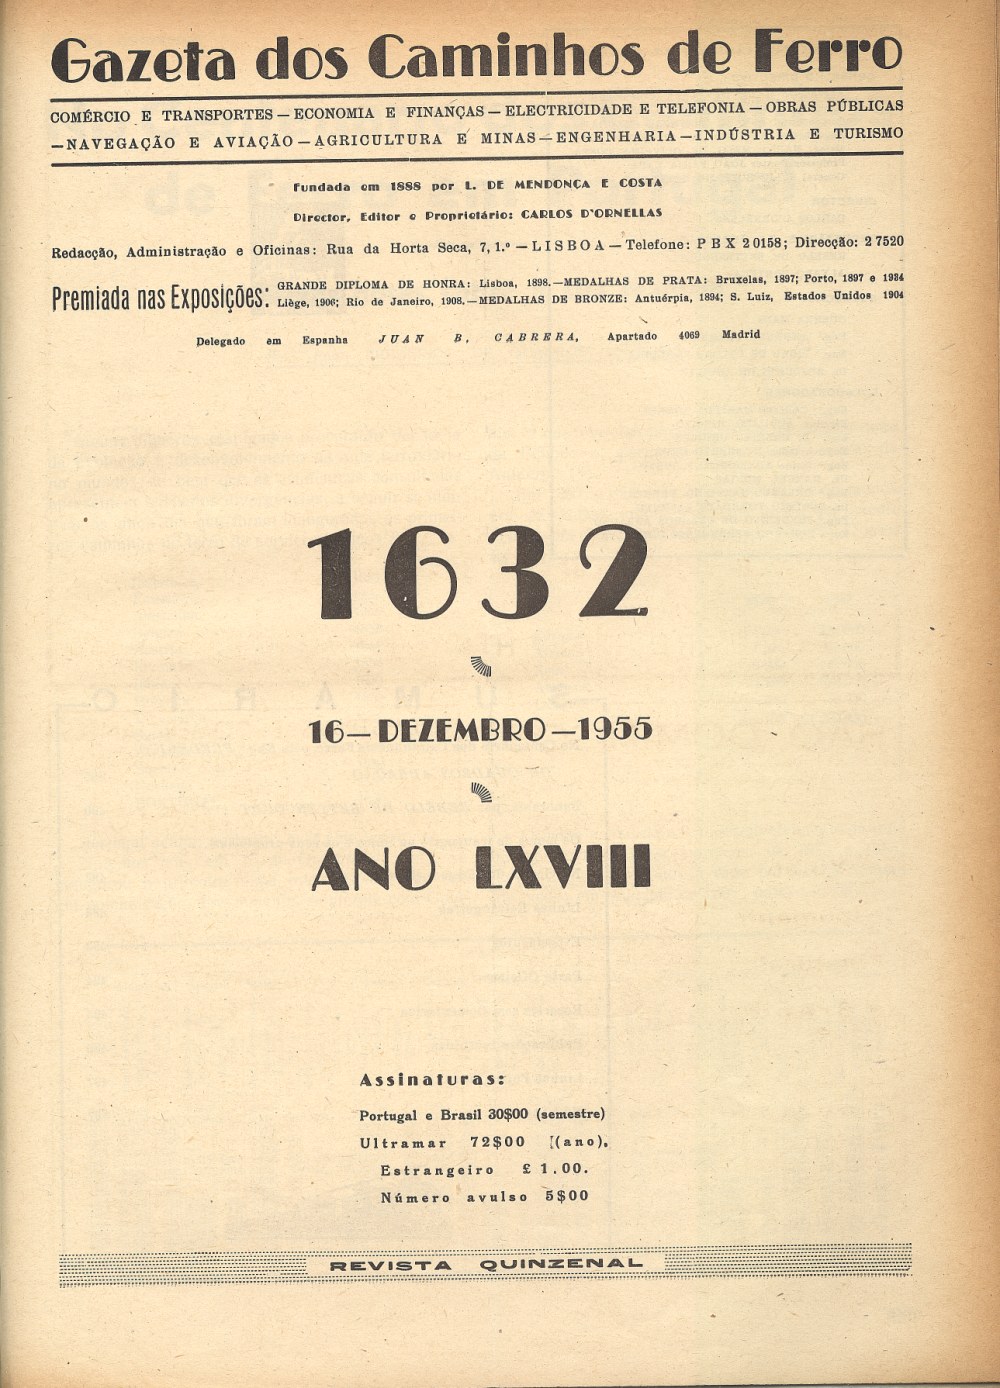 Gazeta dos Caminhos de Ferro
COMÉRCIO E TRANSPORTES — ECONOMIA E FINANÇAS — ELECTRICIDADE E TELEFONIA — OBRAS PÚBLICAS
— NAVEGAÇÃO E AVIAÇÃO — AGRICULTURA E MINAS — ENGENHARIA — INDÚSTRIA E TURISMO
Fundada em 1888 por L. DE MENDONÇA E COSTA
Director, Editor e Proprietário: CARLOS D'ORNELLAS
Redacção, Administração e Oficinas: Rua da Horta Seca, 7, 1.º — LISBOA — Telefone: P B X 20158; Direcção: 27520
Premiada nas Exposições:
GRANDE DIPLOMA DE HONRA: Lisboa, 1898. — MEDALHAS DE PRATA: Bruxelas, 1897; Porto, 1897 e 1934
Liège, 1906; Rio de Janeiro, 1908. — MEDALHAS DE BRONZE: Antuérpia, 1894; S. Luiz, Estados Unidos 1904
Delegado em Espanha JUAN B. CABRERA, Apartado 4069 Madrid
1632
16 — DEZEMBRO — 1955
ANO LXVIII
Assinaturas:
Portugal e Brasil 30$00 (semestre)
Ultramar 72$00 (ano).
Estrangeiro £ 1.00.
Número avulso 5$00
REVISTA QUINZENAL